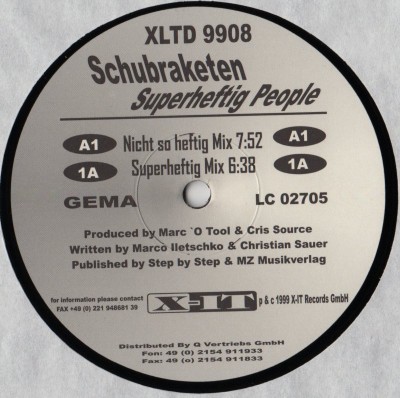 XLTD 9908
Schubraketen
Superheftig People
A1 Nicht so heftig Mix 7:52 A1
1A Superheftig Mix 6:38 1A
GEMA LC 02705
Produced by Marc `O Tool & Cris Source
Written by Marco Iletschko & Christian Sauer
Published by Step by Step & MZ Musikverlag
for information please contact
FAX +49 (0) 221 948681 39
X-IT
p & c 1999 X-IT Records GmbH
Distributed By Q Vertriebs GmbH
Fon: 49 (0) 2154 911933
Fax: 49 (o) 2154 911833